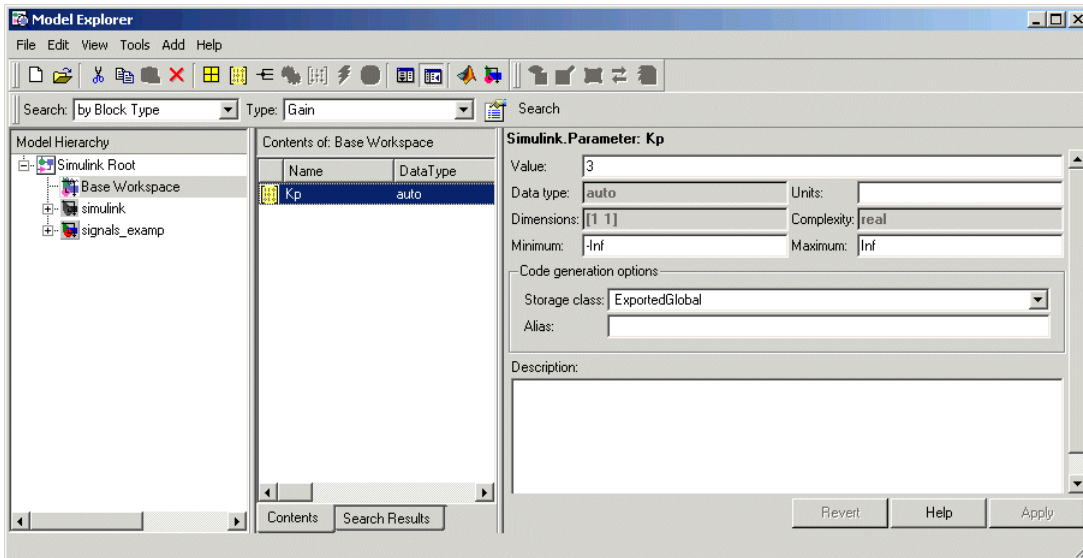 Model Explorer
File Edit View Tools Add Help
Search: by Block Type Type: Gain Search
Model Hierarchy
Simulink Root
Base Workspace
simulink
signals_examp
Contents of: Base Workspace
Name DataType
Kp auto
Contents Search Results
Simulink.Parameter: Kp
Value: 3
Data type: auto Units:
Dimensions: [1 1] Complexity: real
Minimum: -Inf Maximum: Inf
Code generation options
Storage class: ExportedGlobal
Alias:
Description:
Revert Help Apply